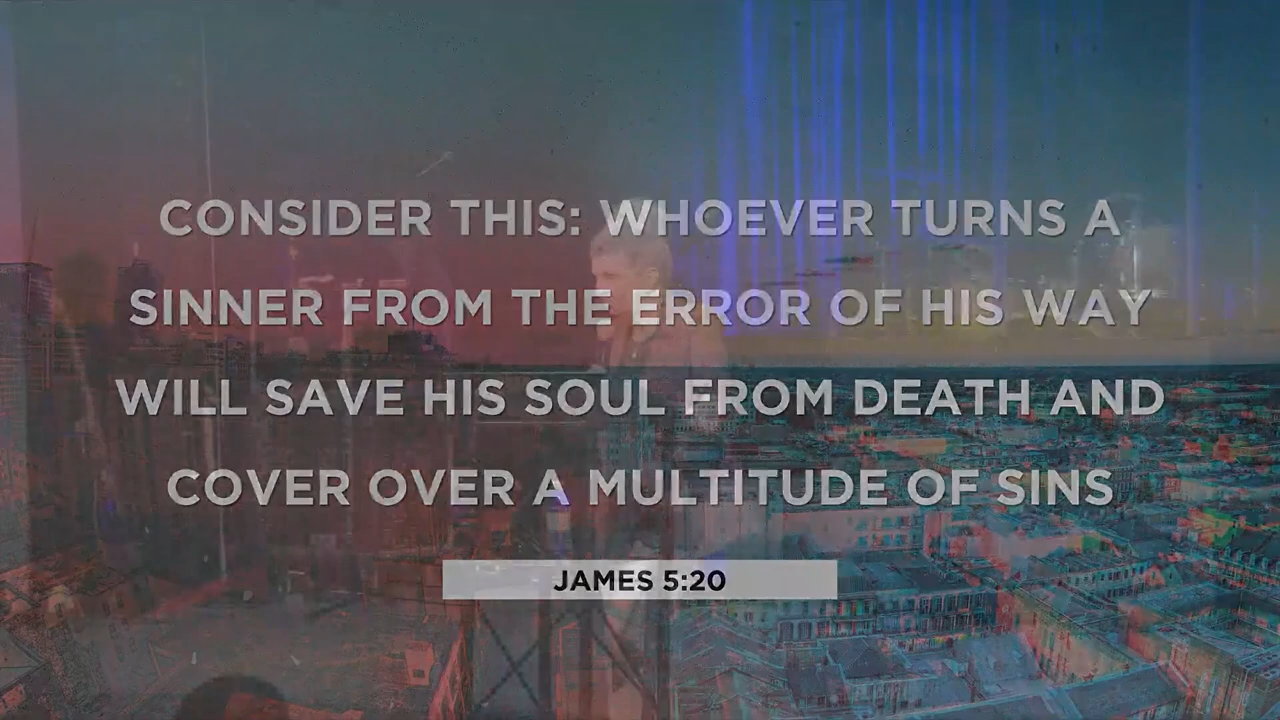 CONSIDER THIS: WHOEVER TURNS A
SINNER FROM THE ERROR OF HIS WAY
WILL SAVE HIS SOUL FROM DEATH AND
COVER OVER A MULTITUDE OF SINS
JAMES 5:20